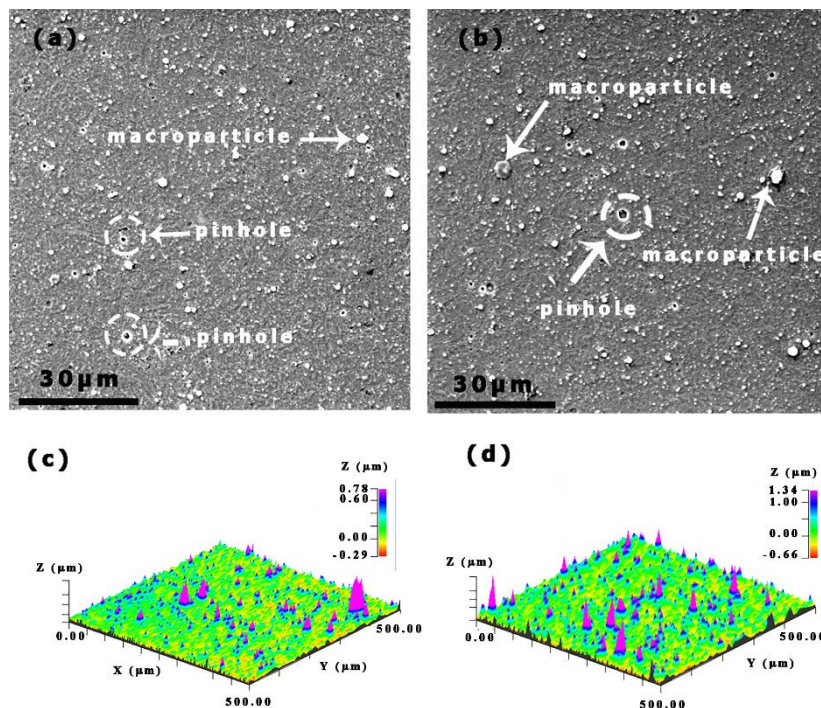 (a)
macroparticle
pinhole
pinhole
30μm
(b)
macroparticle
macroparticle
pinhole
30μm
(c)
Z (μm)
0.78
0.60
0.00
-0.29
Z (μm)
0.00
X (μm)
500.00
Y (μm)
500.00
(d)
Z (μm)
1.34
1.00
0.00
-0.66
Z (μm)
0.00
500.00
Y (μm)
500.00